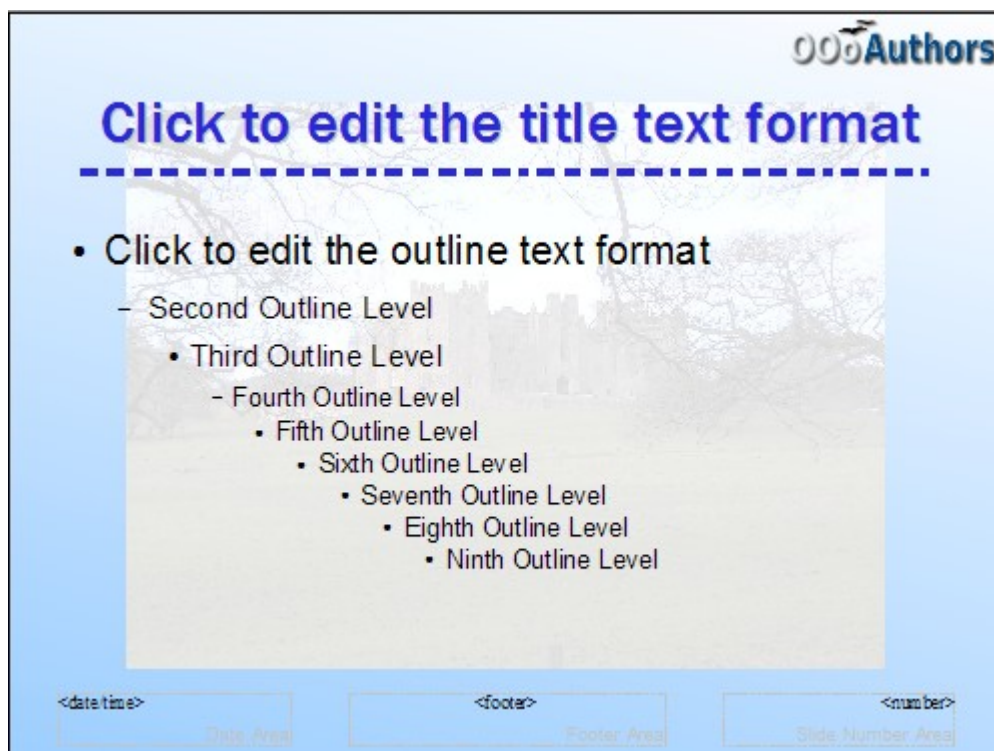 OOoAuthors
Click to edit the title text format
• Click to edit the outline text format
– Second Outline Level
• Third Outline Level
– Fourth Outline Level
• Fifth Outline Level
• Sixth Outline Level
• Seventh Outline Level
• Eighth Outline Level
• Ninth Outline Level
<date/time> <footer> <number>
Date Area Footer Area Slide Number Area